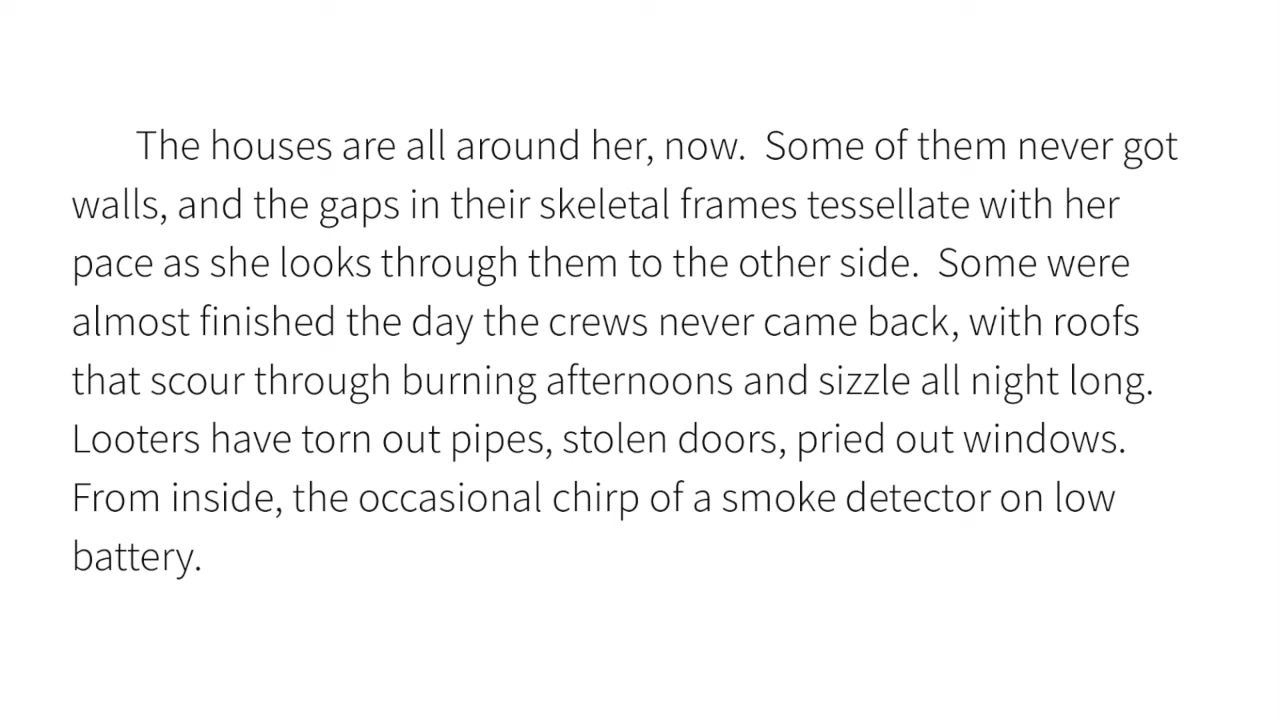 The houses are all around her, now.  Some of them never got
walls, and the gaps in their skeletal frames tessellate with her
pace as she looks through them to the other side.  Some were
almost finished the day the crews never came back, with roofs
that scour through burning afternoons and sizzle all night long.
Looters have torn out pipes, stolen doors, pried out windows.
From inside, the occasional chirp of a smoke detector on low
battery.